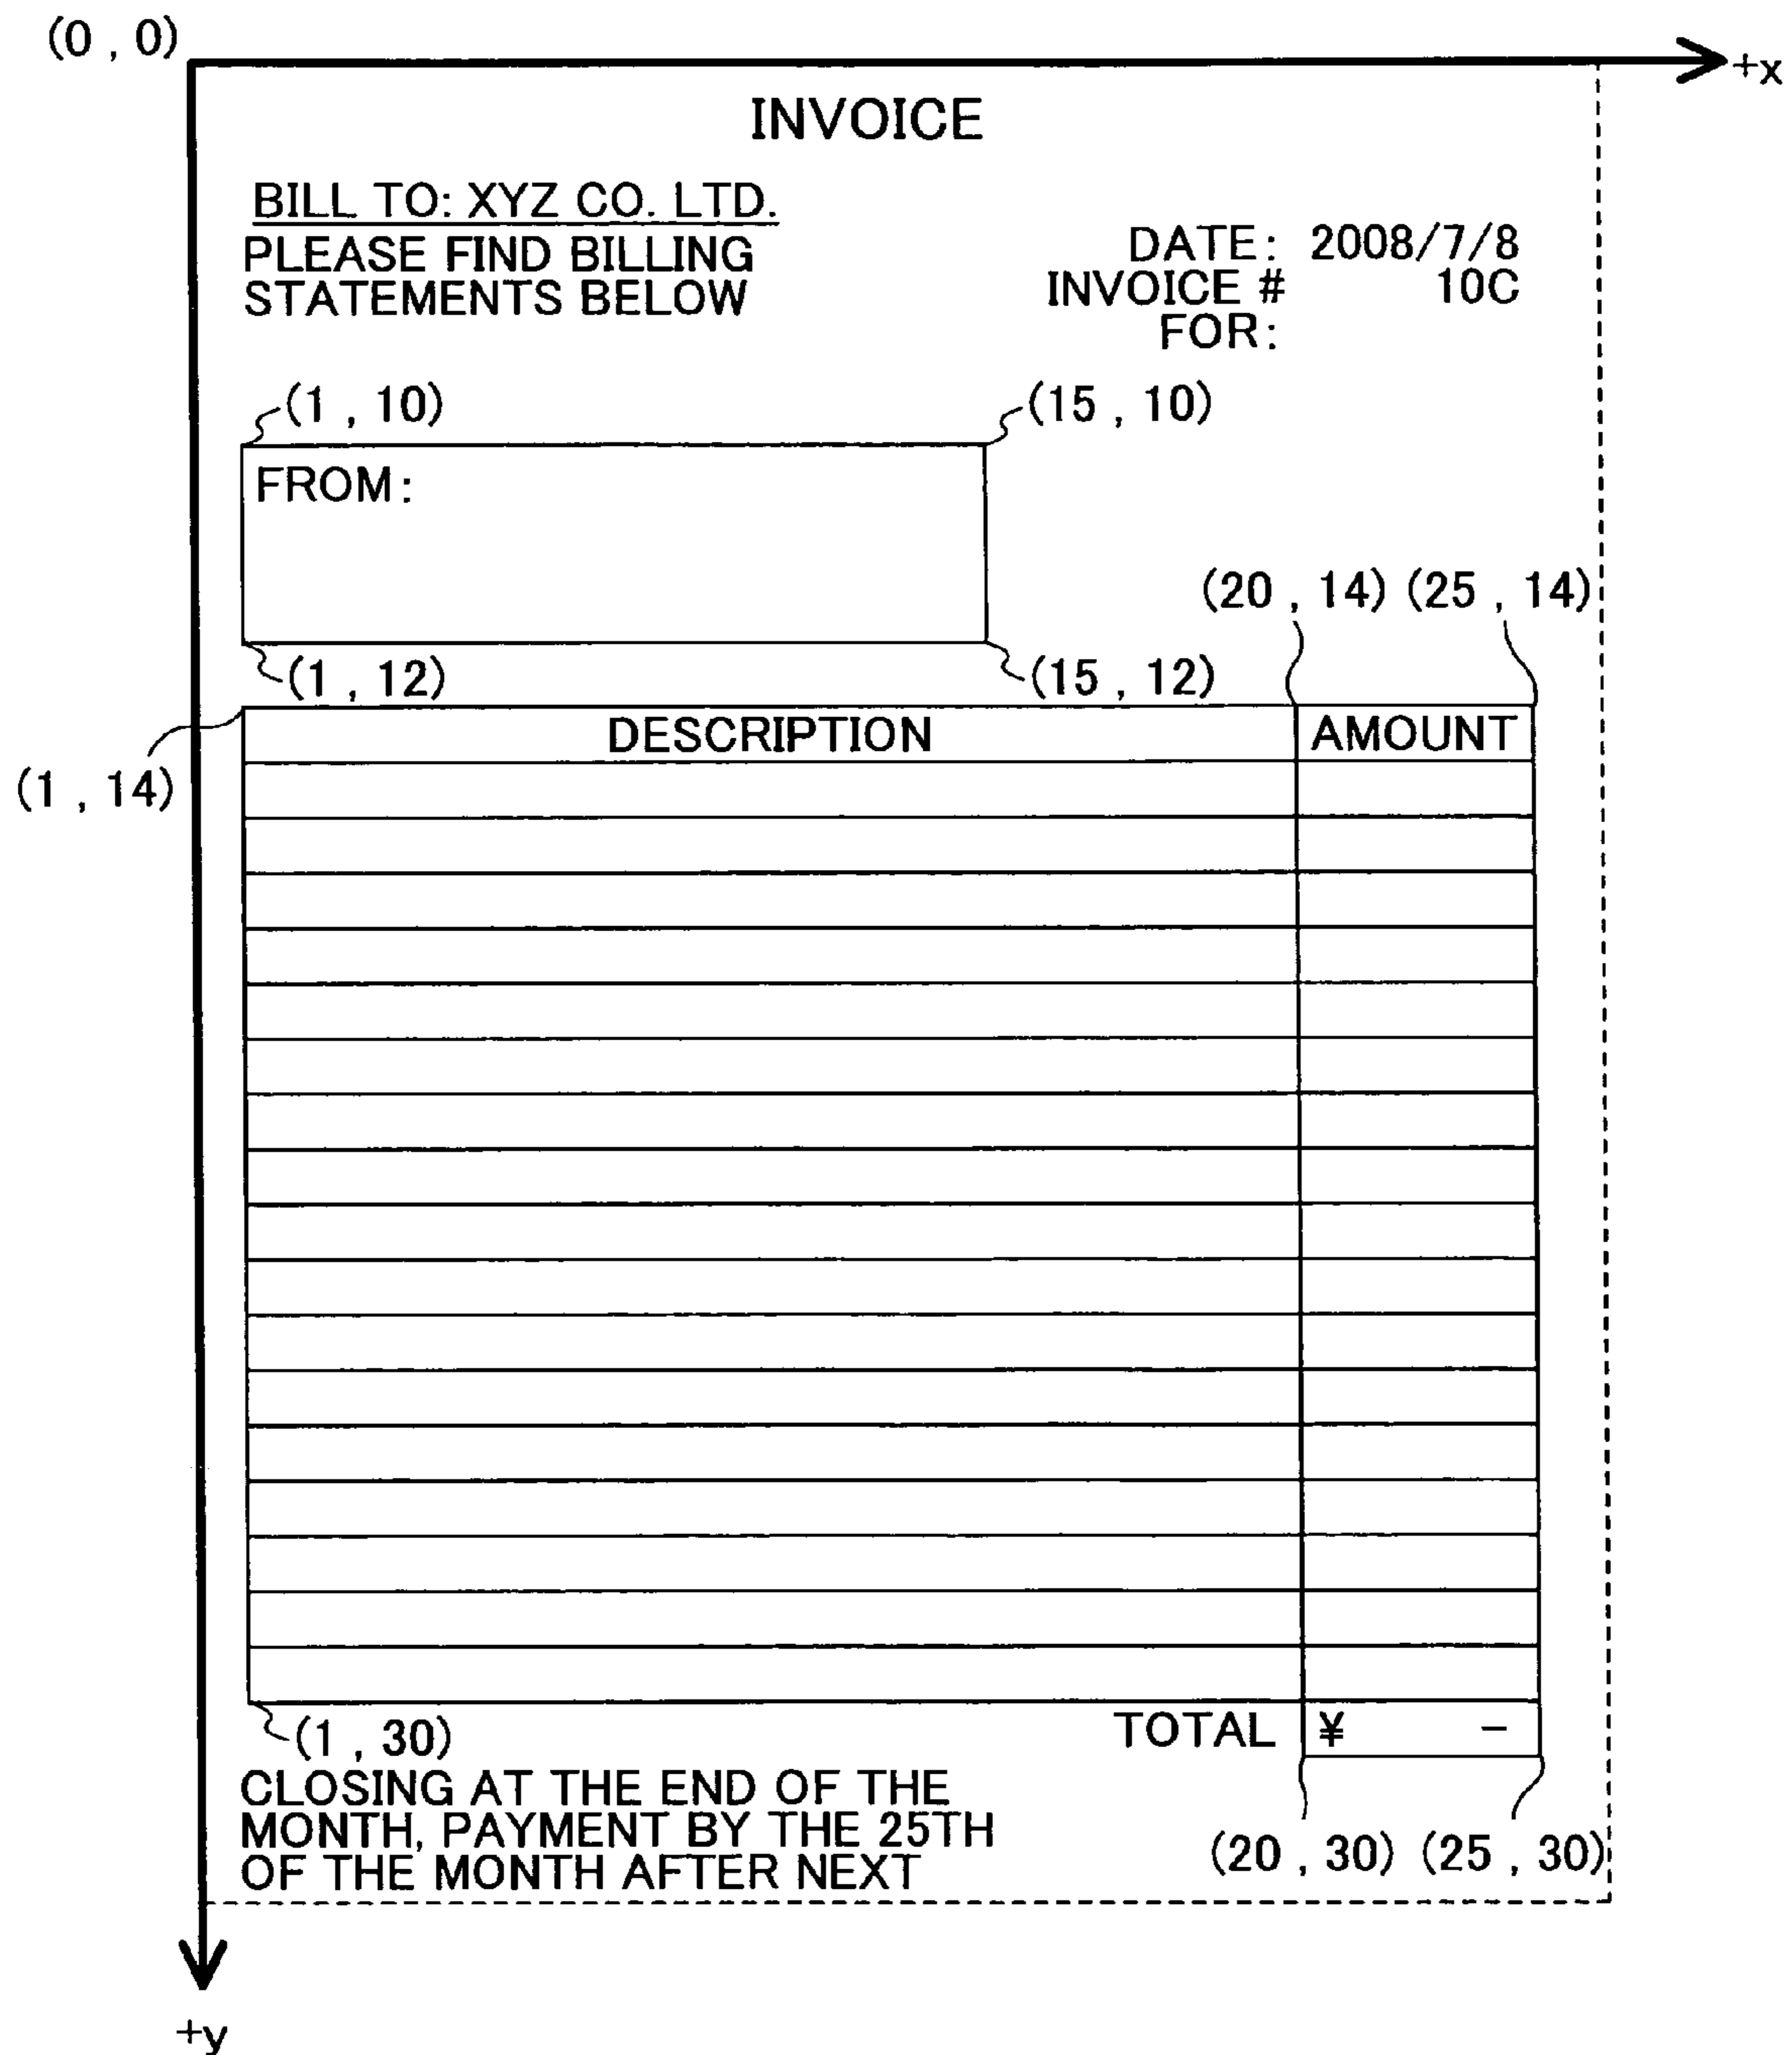 (0 , 0)
+x
INVOICE
BILL TO: XYZ CO. LTD.
PLEASE FIND BILLING
STATEMENTS BELOW
DATE: 2008/7/8
INVOICE # 10C
FOR:
(1 , 10)
(15 , 10)
FROM:
(20 , 14) (25 , 14)
(1 , 12)
(15 , 12)
DESCRIPTION AMOUNT
(1 , 14)
(1 , 30)
TOTAL ¥ –
CLOSING AT THE END OF THE
MONTH, PAYMENT BY THE 25TH
OF THE MONTH AFTER NEXT
(20 , 30) (25 , 30)
+y